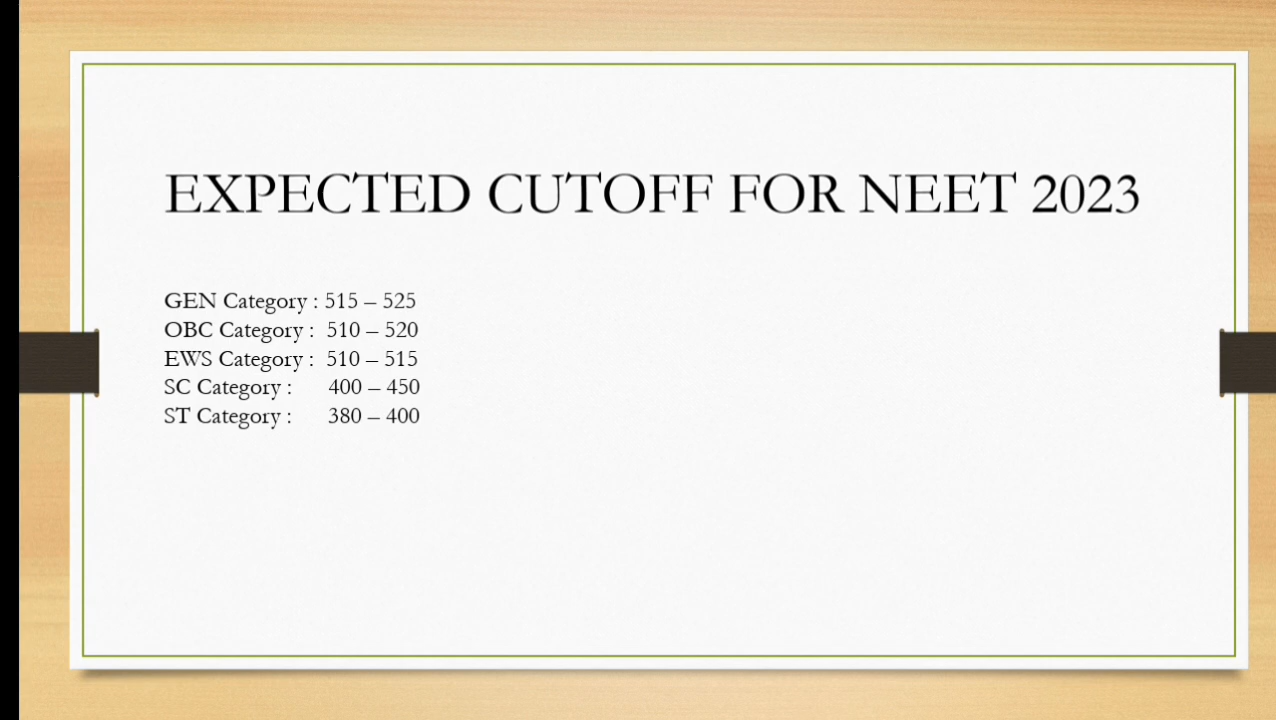 EXPECTED CUTOFF FOR NEET 2023
GEN Category : 515 – 525
OBC Category : 510 – 520
EWS Category : 510 – 515
SC Category : 400 – 450
ST Category : 380 – 400